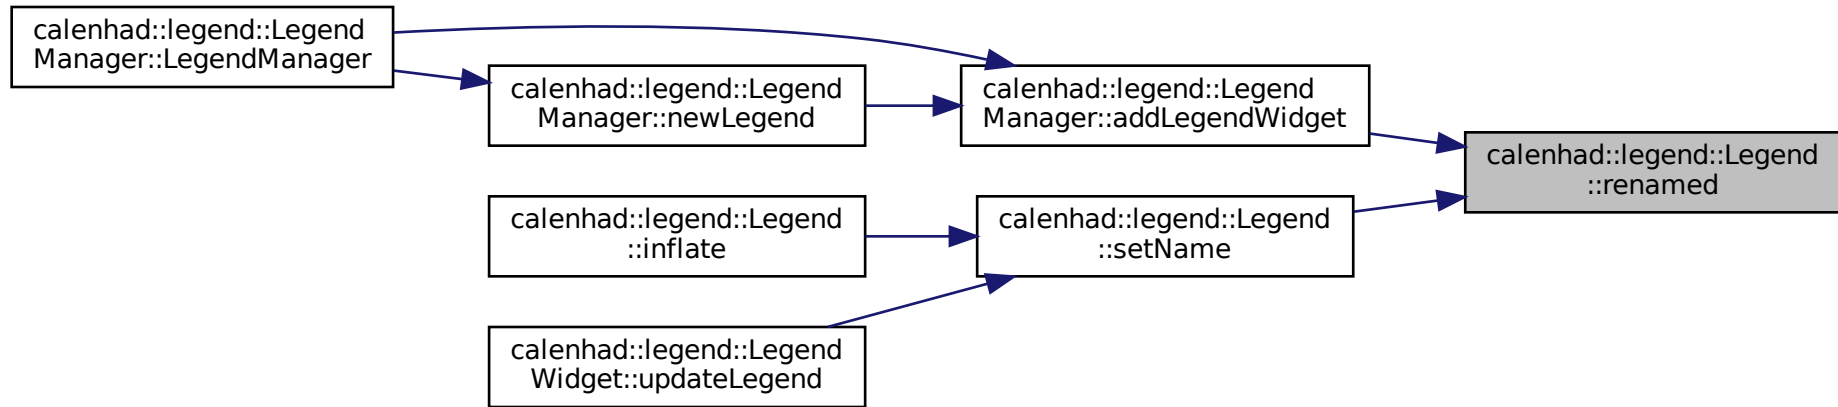 calenhad::legend::Legend
Manager::LegendManager
calenhad::legend::Legend
Manager::newLegend
calenhad::legend::Legend
Manager::addLegendWidget
calenhad::legend::Legend
::renamed
calenhad::legend::Legend
::inflate
calenhad::legend::Legend
::setName
calenhad::legend::Legend
Widget::updateLegend